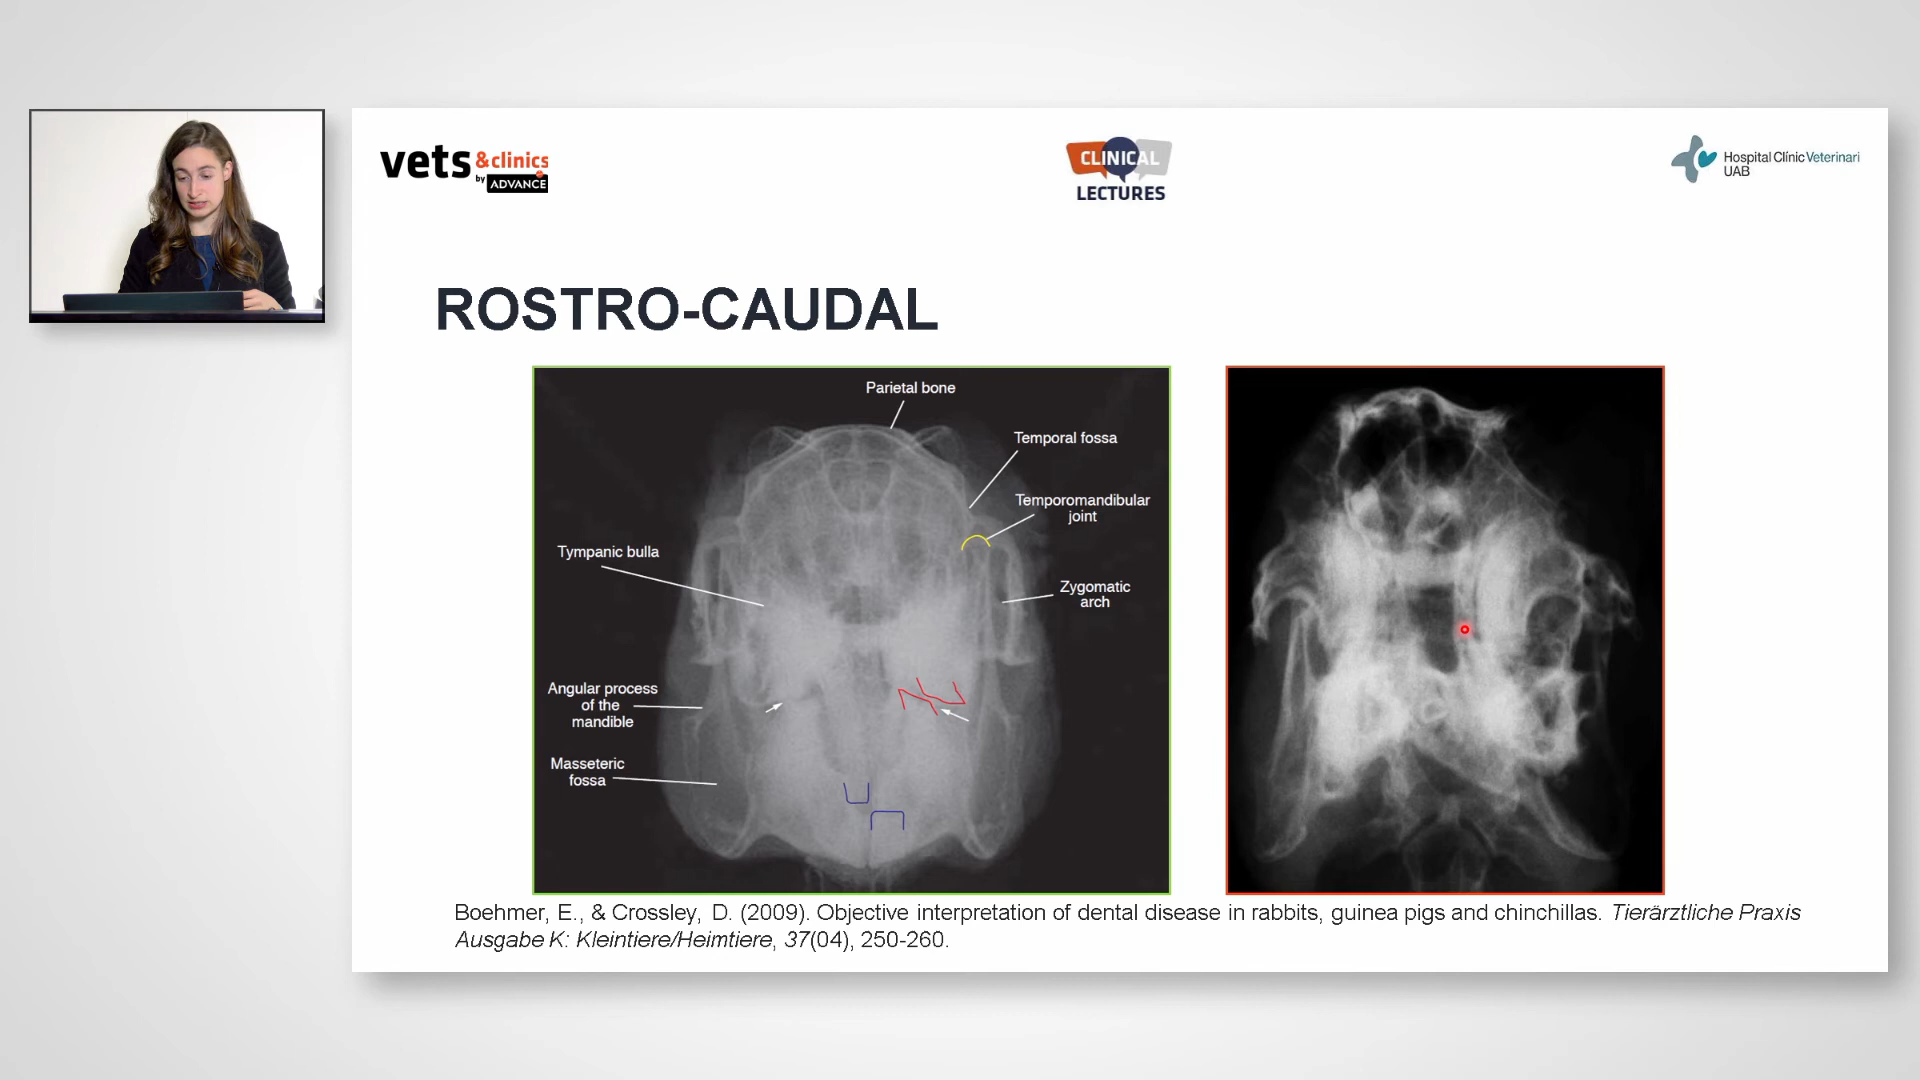 vets &clinics
by ADVANCE
CLINICAL
LECTURES
Hospital Clínic Veterinari
UAB
ROSTRO-CAUDAL
Parietal bone
Temporal fossa
Temporomandibular
joint
Tympanic bulla
Zygomatic
arch
Angular process
of the
mandible
Masseteric
fossa
Boehmer, E., & Crossley, D. (2009). Objective interpretation of dental disease in rabbits, guinea pigs and chinchillas. Tierärztliche Praxis
Ausgabe K: Kleintiere/Heimtiere, 37(04), 250-260.